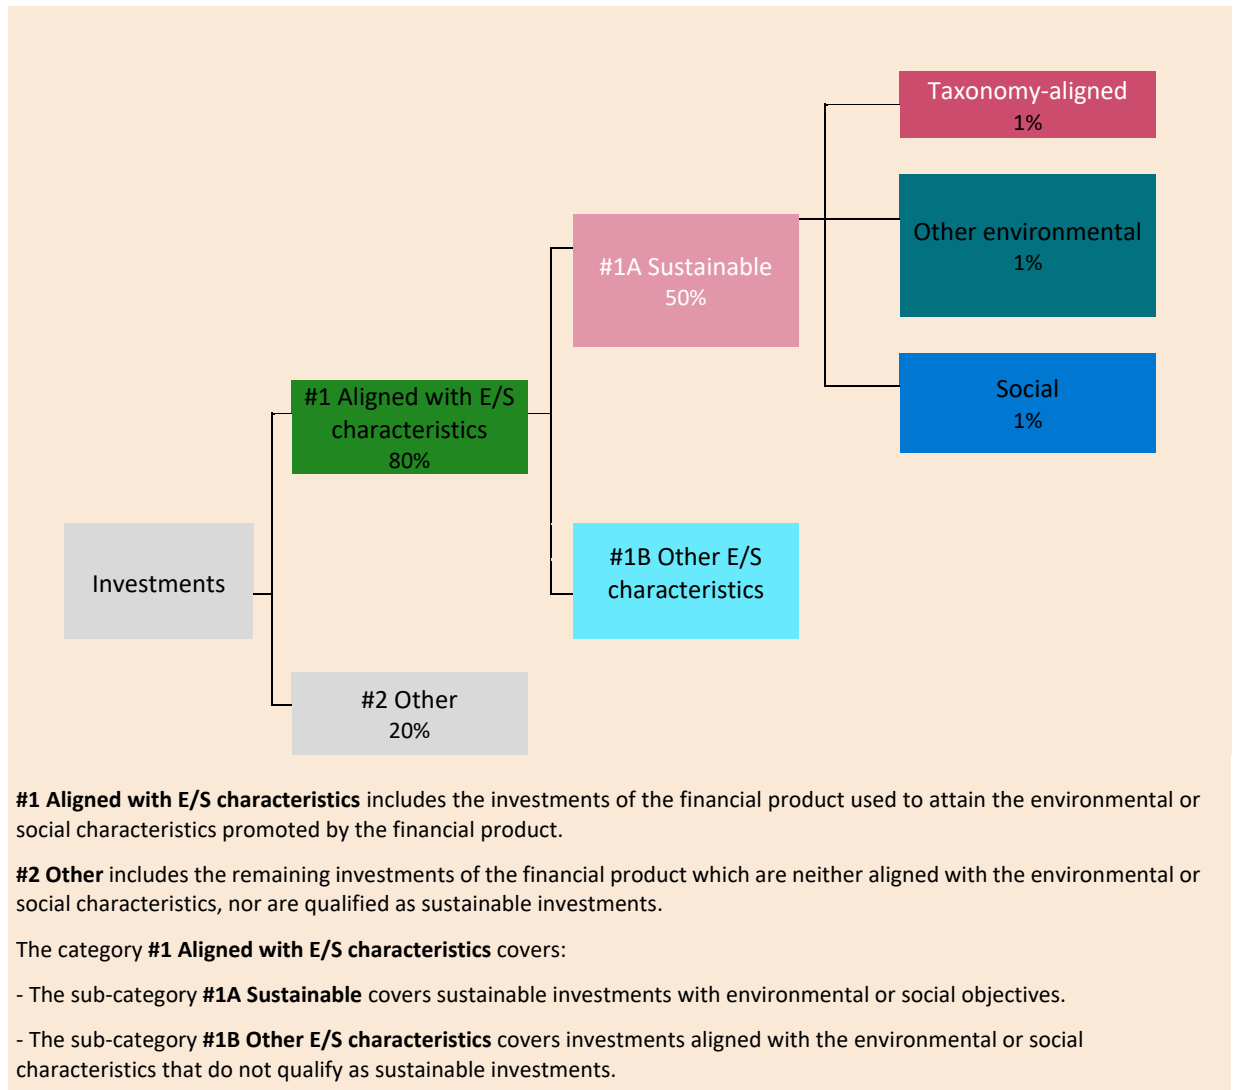 Taxonomy-aligned
1%
Other environmental
1%
#1A Sustainable
50%
Social
1%
#1 Aligned with E/S
characteristics
80%
#1B Other E/S
characteristics
Investments
#2 Other
20%
#1 Aligned with E/S characteristics includes the investments of the financial product used to attain the environmental or
social characteristics promoted by the financial product.
#2 Other includes the remaining investments of the financial product which are neither aligned with the environmental or
social characteristics, nor are qualified as sustainable investments.
The category #1 Aligned with E/S characteristics covers:
- The sub-category #1A Sustainable covers sustainable investments with environmental or social objectives.
- The sub-category #1B Other E/S characteristics covers investments aligned with the environmental or social
characteristics that do not qualify as sustainable investments.